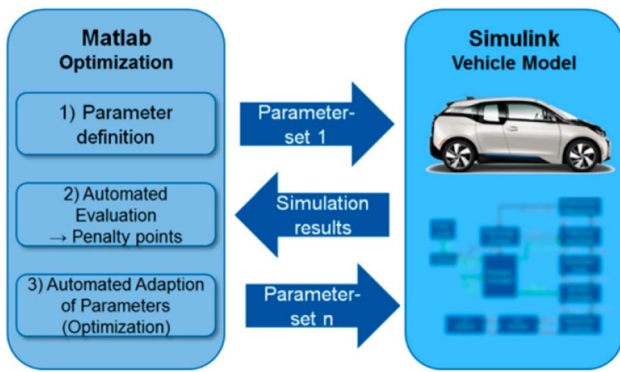 Matlab
Optimization
1) Parameter
definition
2) Automated
Evaluation
→ Penalty points
3) Automated Adaption
of Parameters
(Optimization)
Parameter-
set 1
Simulation
results
Parameter-
set n
Simulink
Vehicle Model